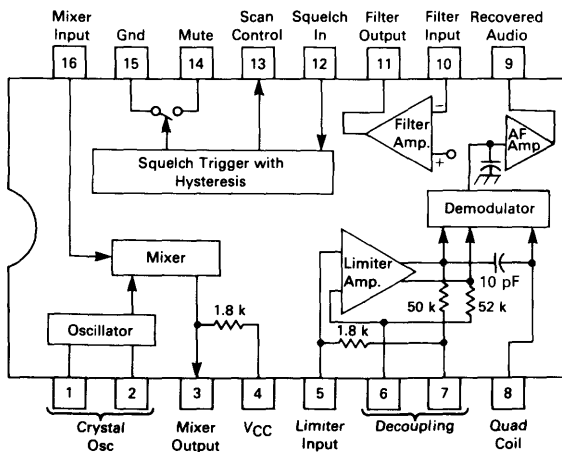 Mixer Input
Gnd
Mute
Scan Control
Squelch In
Filter Output
Filter Input
Recovered Audio
16
15
14
13
12
11
10
9
Squelch Trigger with
Hysteresis
−
Filter
Amp.
+
AF
Amp
Demodulator
Mixer
Limiter
Amp.
10 pF
50 k
52 k
1.8 k
1.8 k
Oscillator
1
2
3
4
5
6
7
8
Crystal
Osc
Mixer
Output
VCC
Limiter
Input
Decoupling
Quad
Coil